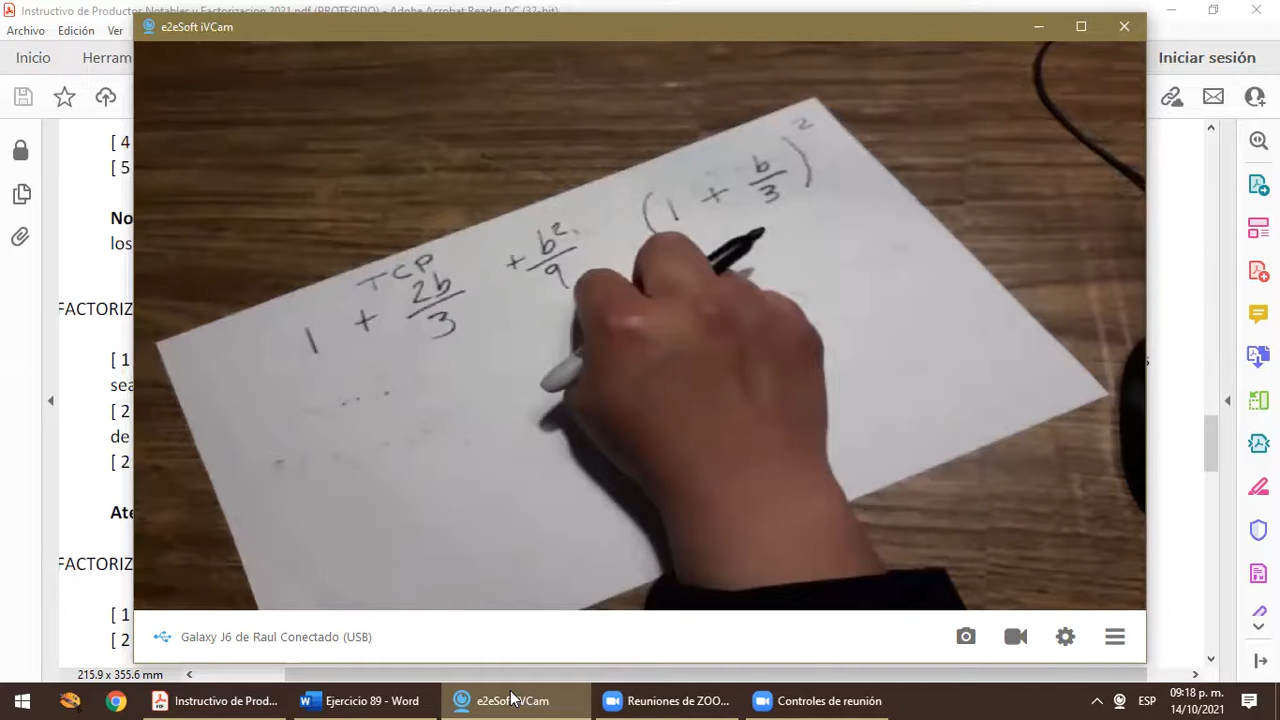 Instructivo de Productos Notables y Factorizacion 2021.pdf (PROTEGIDO) - Adobe Acrobat Reader DC (32-bit)
Archivo Edición Ver
Inicio Herram
Iniciar sesión
e2eSoft iVCam
[ 4
[ 5
No
los
FACTORIZ
[ 1
sea
[ 2
de
[ 2
Ate
FACTORIZ
[ 1
[ 2
(1 + b/3)²
TCP
1 + 2b/3 + b²/9
Galaxy J6 de Raul Conectado (USB)
215.9 x 355.6 mm
Instructivo de Prod...
Ejercicio 89 - Word
e2eSoft iVCam
Reuniones de ZOO...
Controles de reunión
ESP
09:18 p. m.
14/10/2021